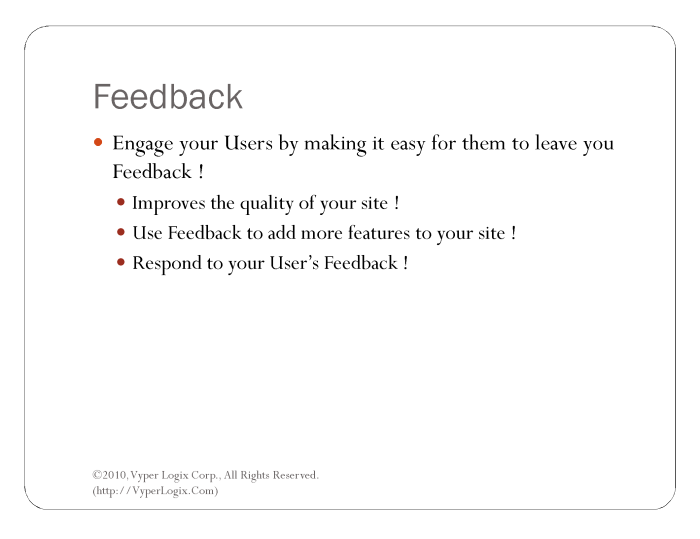 Feedback
Engage your Users by making it easy for them to leave you
Feedback !
Improves the quality of your site !
Use Feedback to add more features to your site !
Respond to your User’s Feedback !
©2010, Vyper Logix Corp., All Rights Reserved.
(http://VyperLogix.Com)